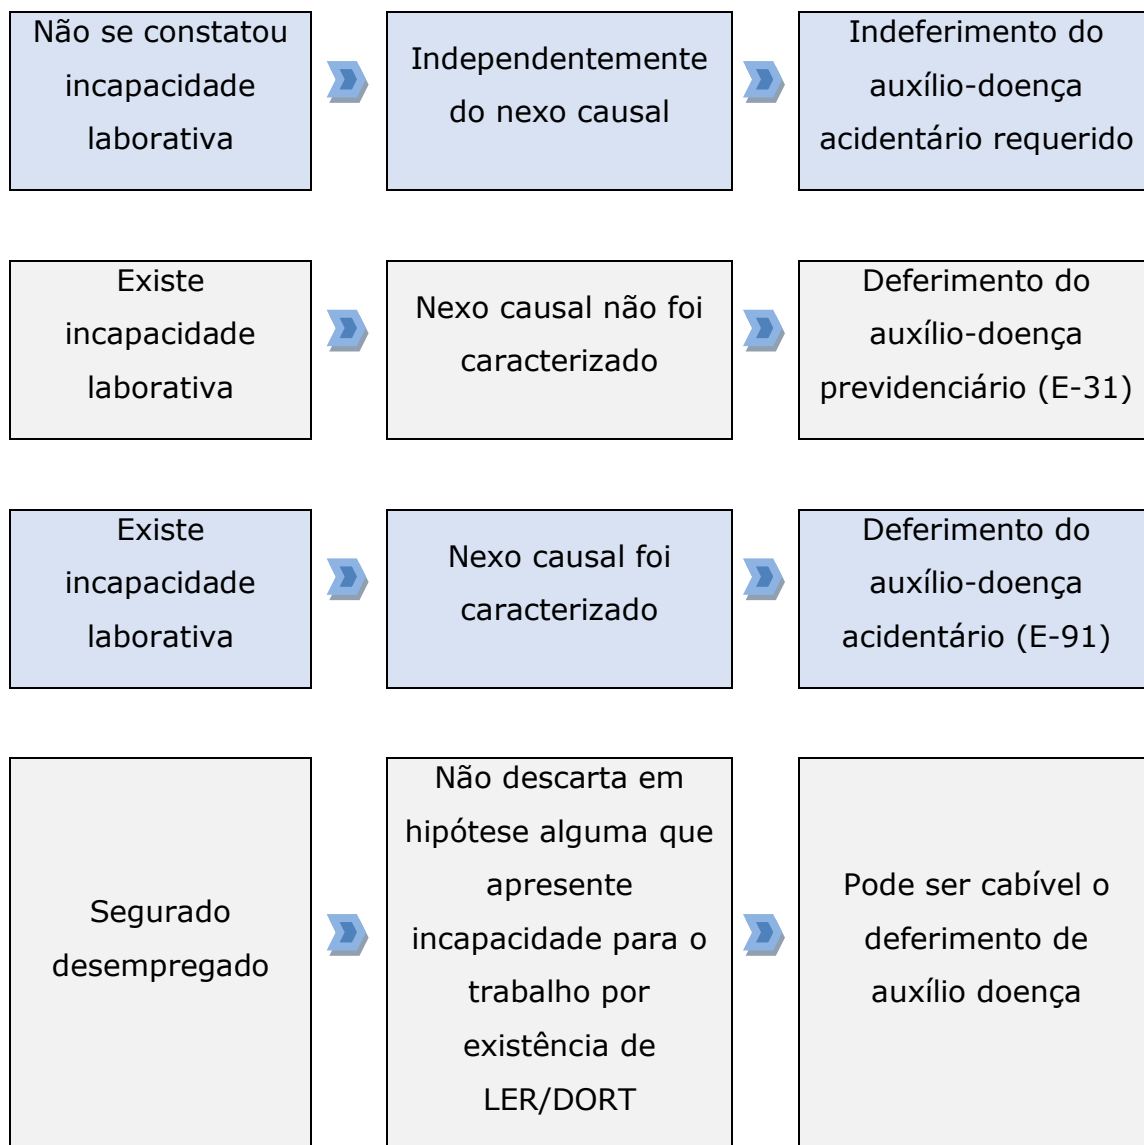 Não se constatou
incapacidade
laborativa
Independentemente
do nexo causal
Indeferimento do
auxílio-doença
acidentário requerido
Existe
incapacidade
laborativa
Nexo causal não foi
caracterizado
Deferimento do
auxílio-doença
previdenciário (E-31)
Existe
incapacidade
laborativa
Nexo causal foi
caracterizado
Deferimento do
auxílio-doença
acidentário (E-91)
Segurado
desempregado
Não descarta em
hipótese alguma que
apresente
incapacidade para o
trabalho por
existência de
LER/DORT
Pode ser cabível o
deferimento de
auxílio doença